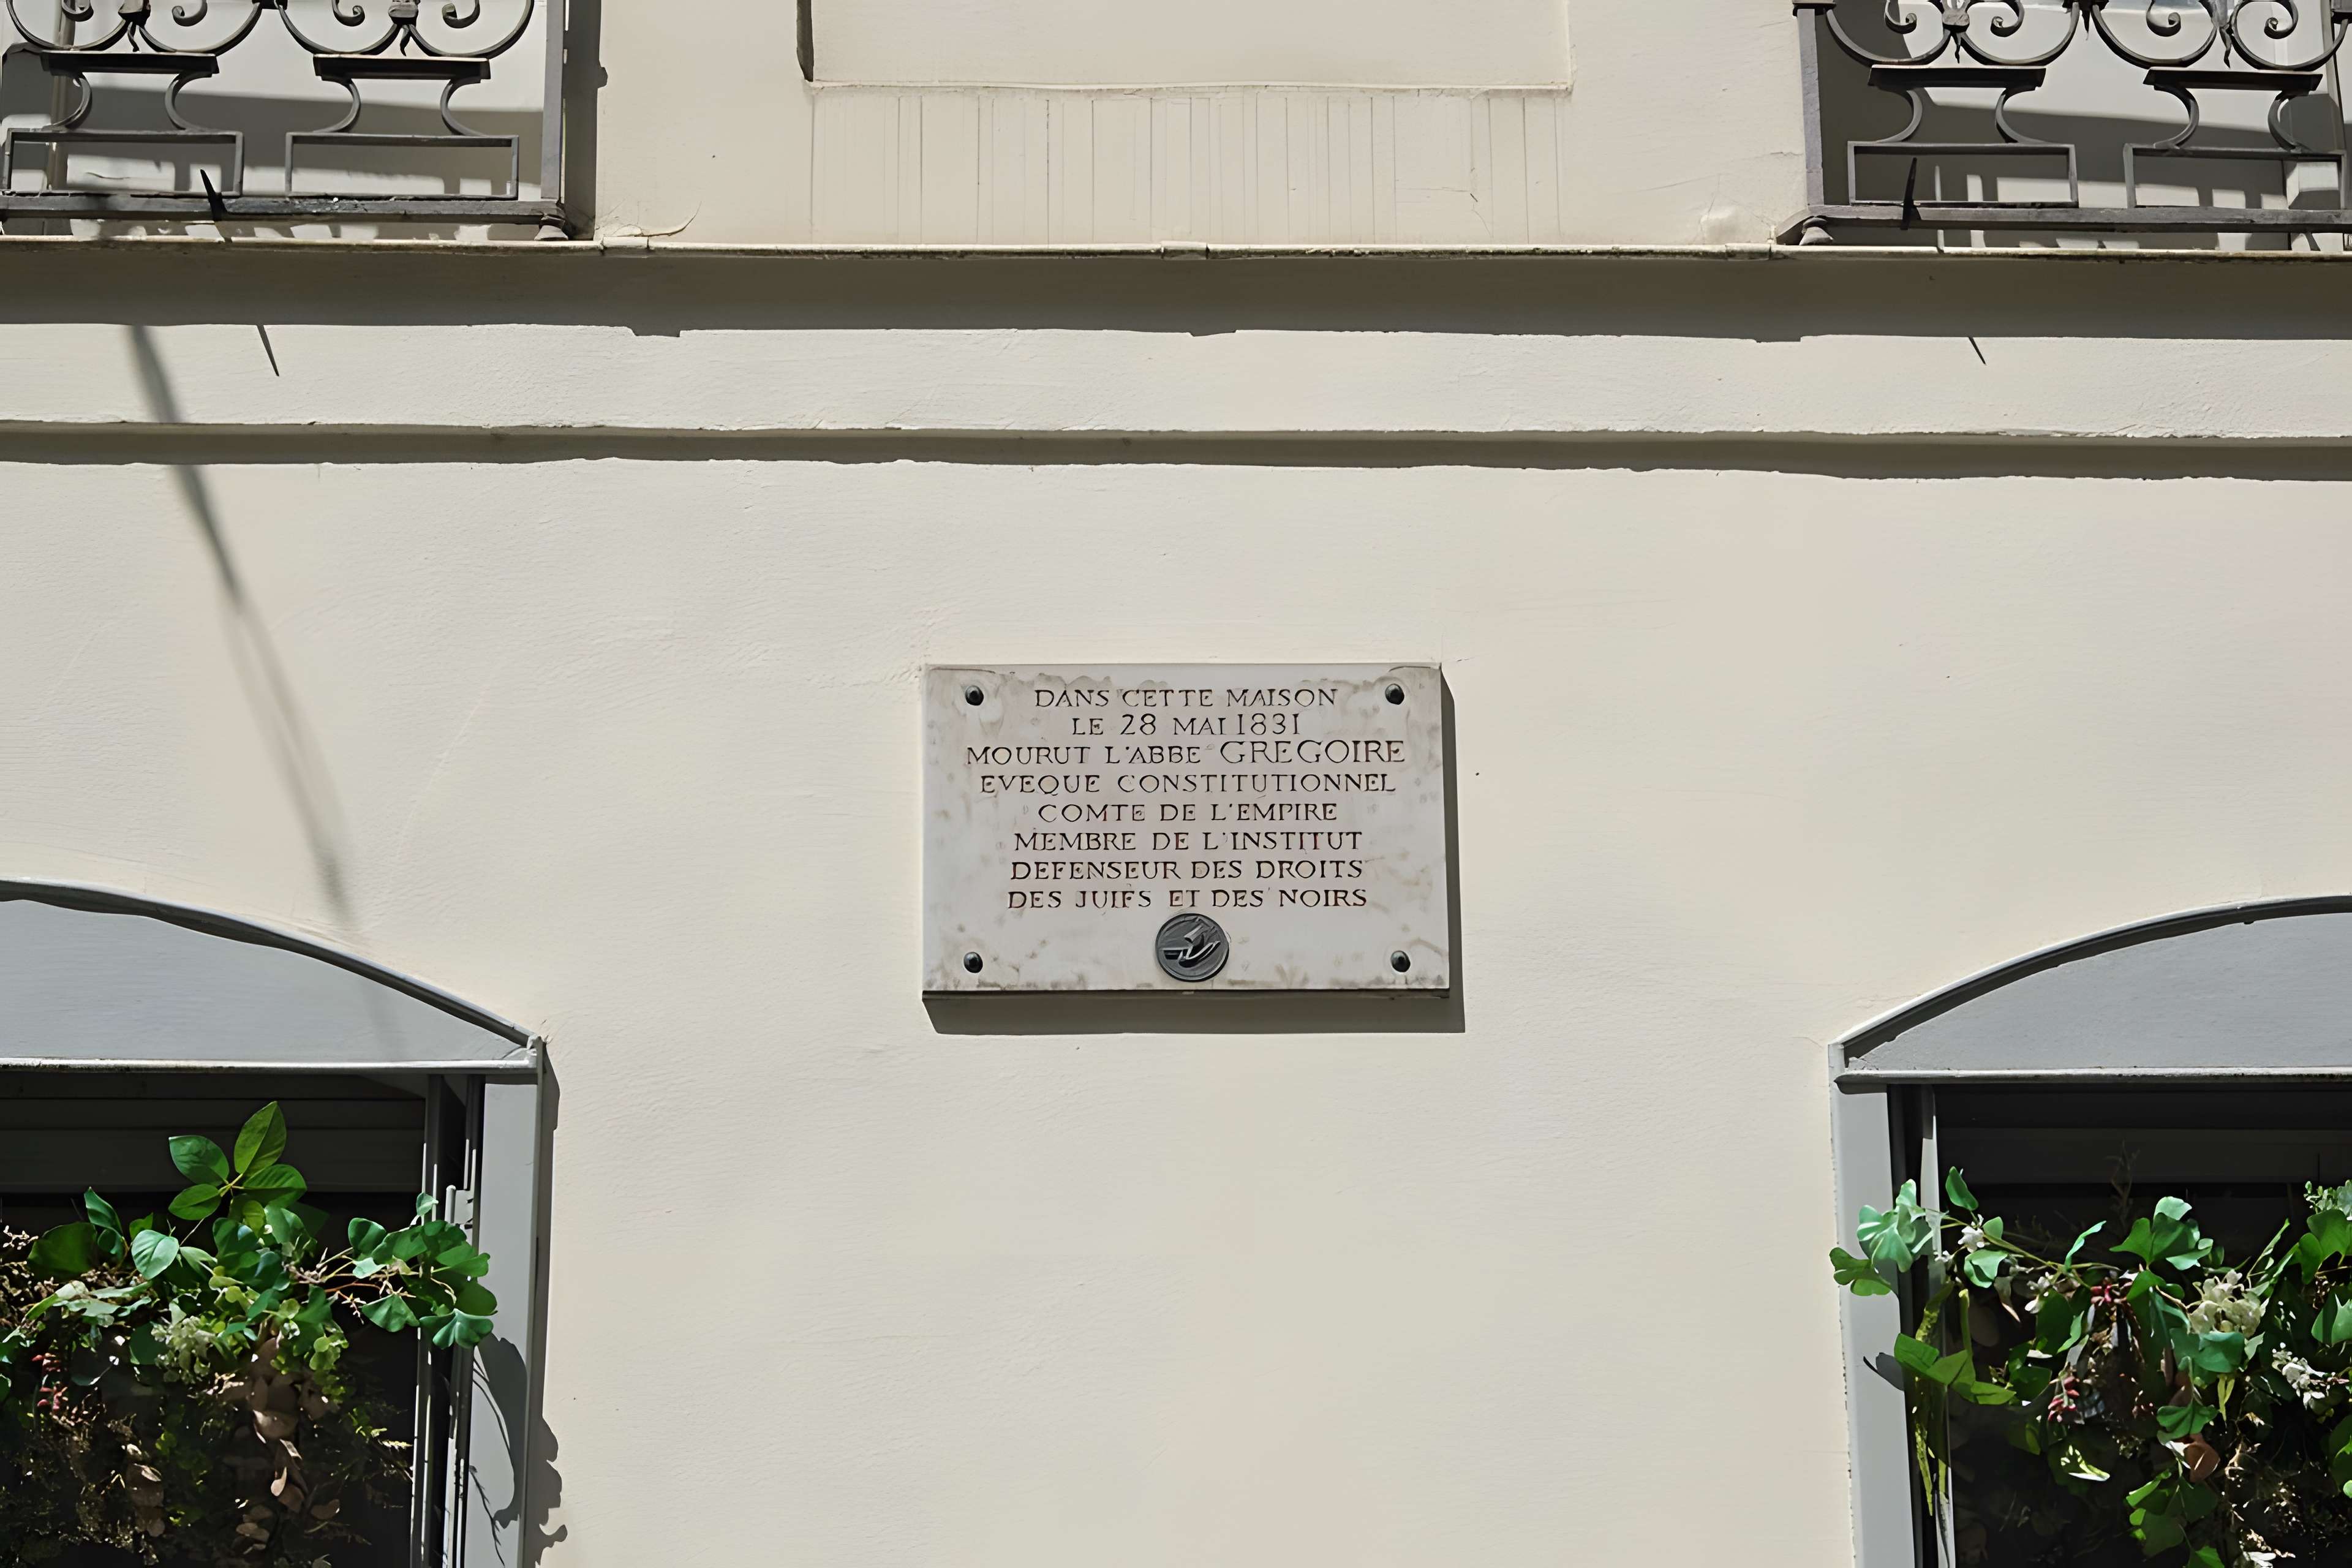 DANS CETTE MAISON
LE 28 MAI 1831
MOURUT L'ABBE GREGOIRE
EVEQUE CONSTITUTIONNEL
COMTE DE L'EMPIRE
MEMBRE DE L'INSTITUT
DEFENSEUR DES DROITS
DES JUIFS ET DES NOIRS